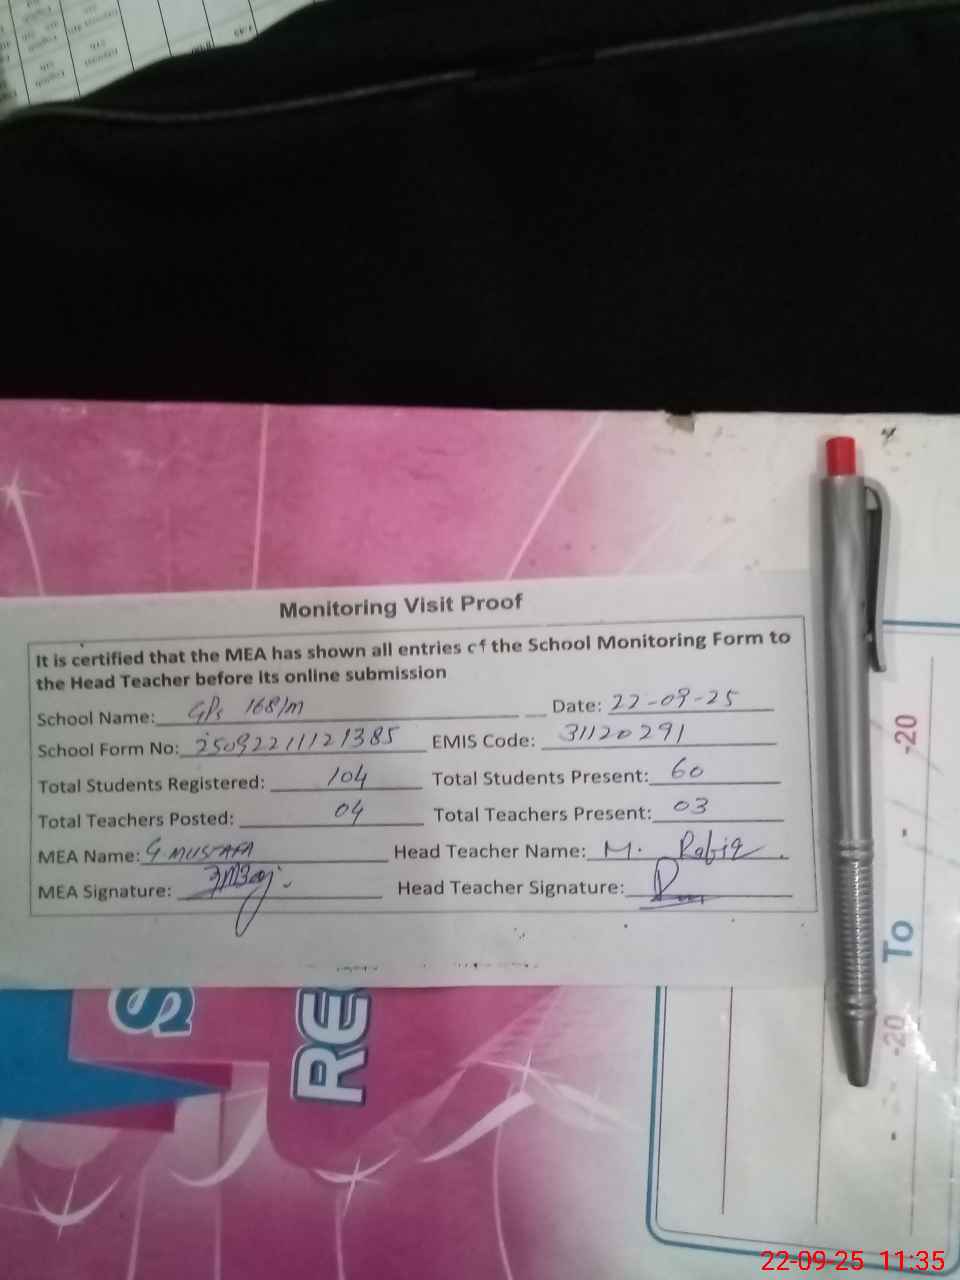 Monitoring Visit Proof
It is certified that the MEA has shown all entries of the School Monitoring Form to
the Head Teacher before its online submission
School Name: GPs 168/m Date: 22-09-25
School Form No: 25092211121385 EMIS Code: 31120291
Total Students Registered: 104 Total Students Present: 60
Total Teachers Posted: 04 Total Teachers Present: 03
MEA Name: G. MUSTAFA Head Teacher Name: M. Rafiq.
MEA Signature: Head Teacher Signature:
S
RE
-20
To
-20
22-09-25 11:35